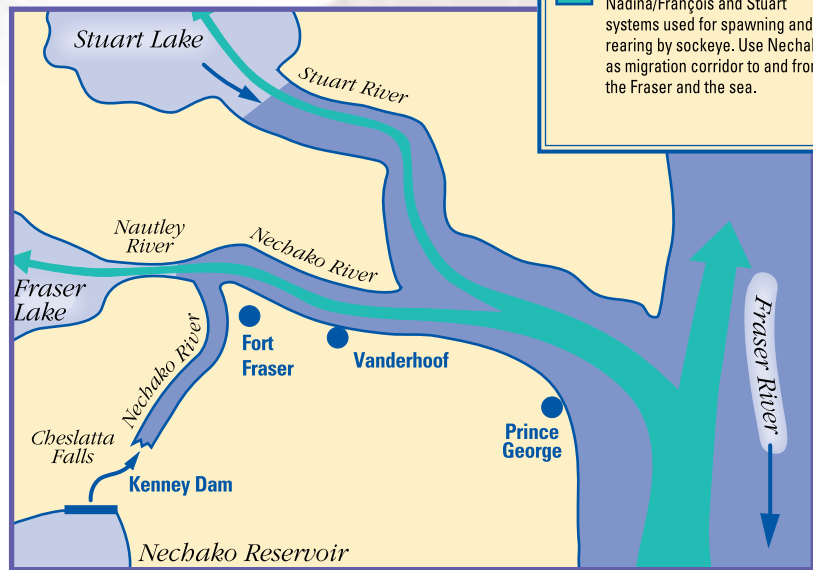 Nadina/François and Stuart
systems used for spawning and
rearing by sockeye. Use
as migration corridor to and
the Fraser and the sea.
Stuart Lake
Stuart River
Nautley
River
Nechako River
Fraser
Lake
Nechako River
Fort
Fraser
Vanderhoof
Fraser River
Prince
George
Cheslatta
Falls
Kenney Dam
Nechako Reservoir